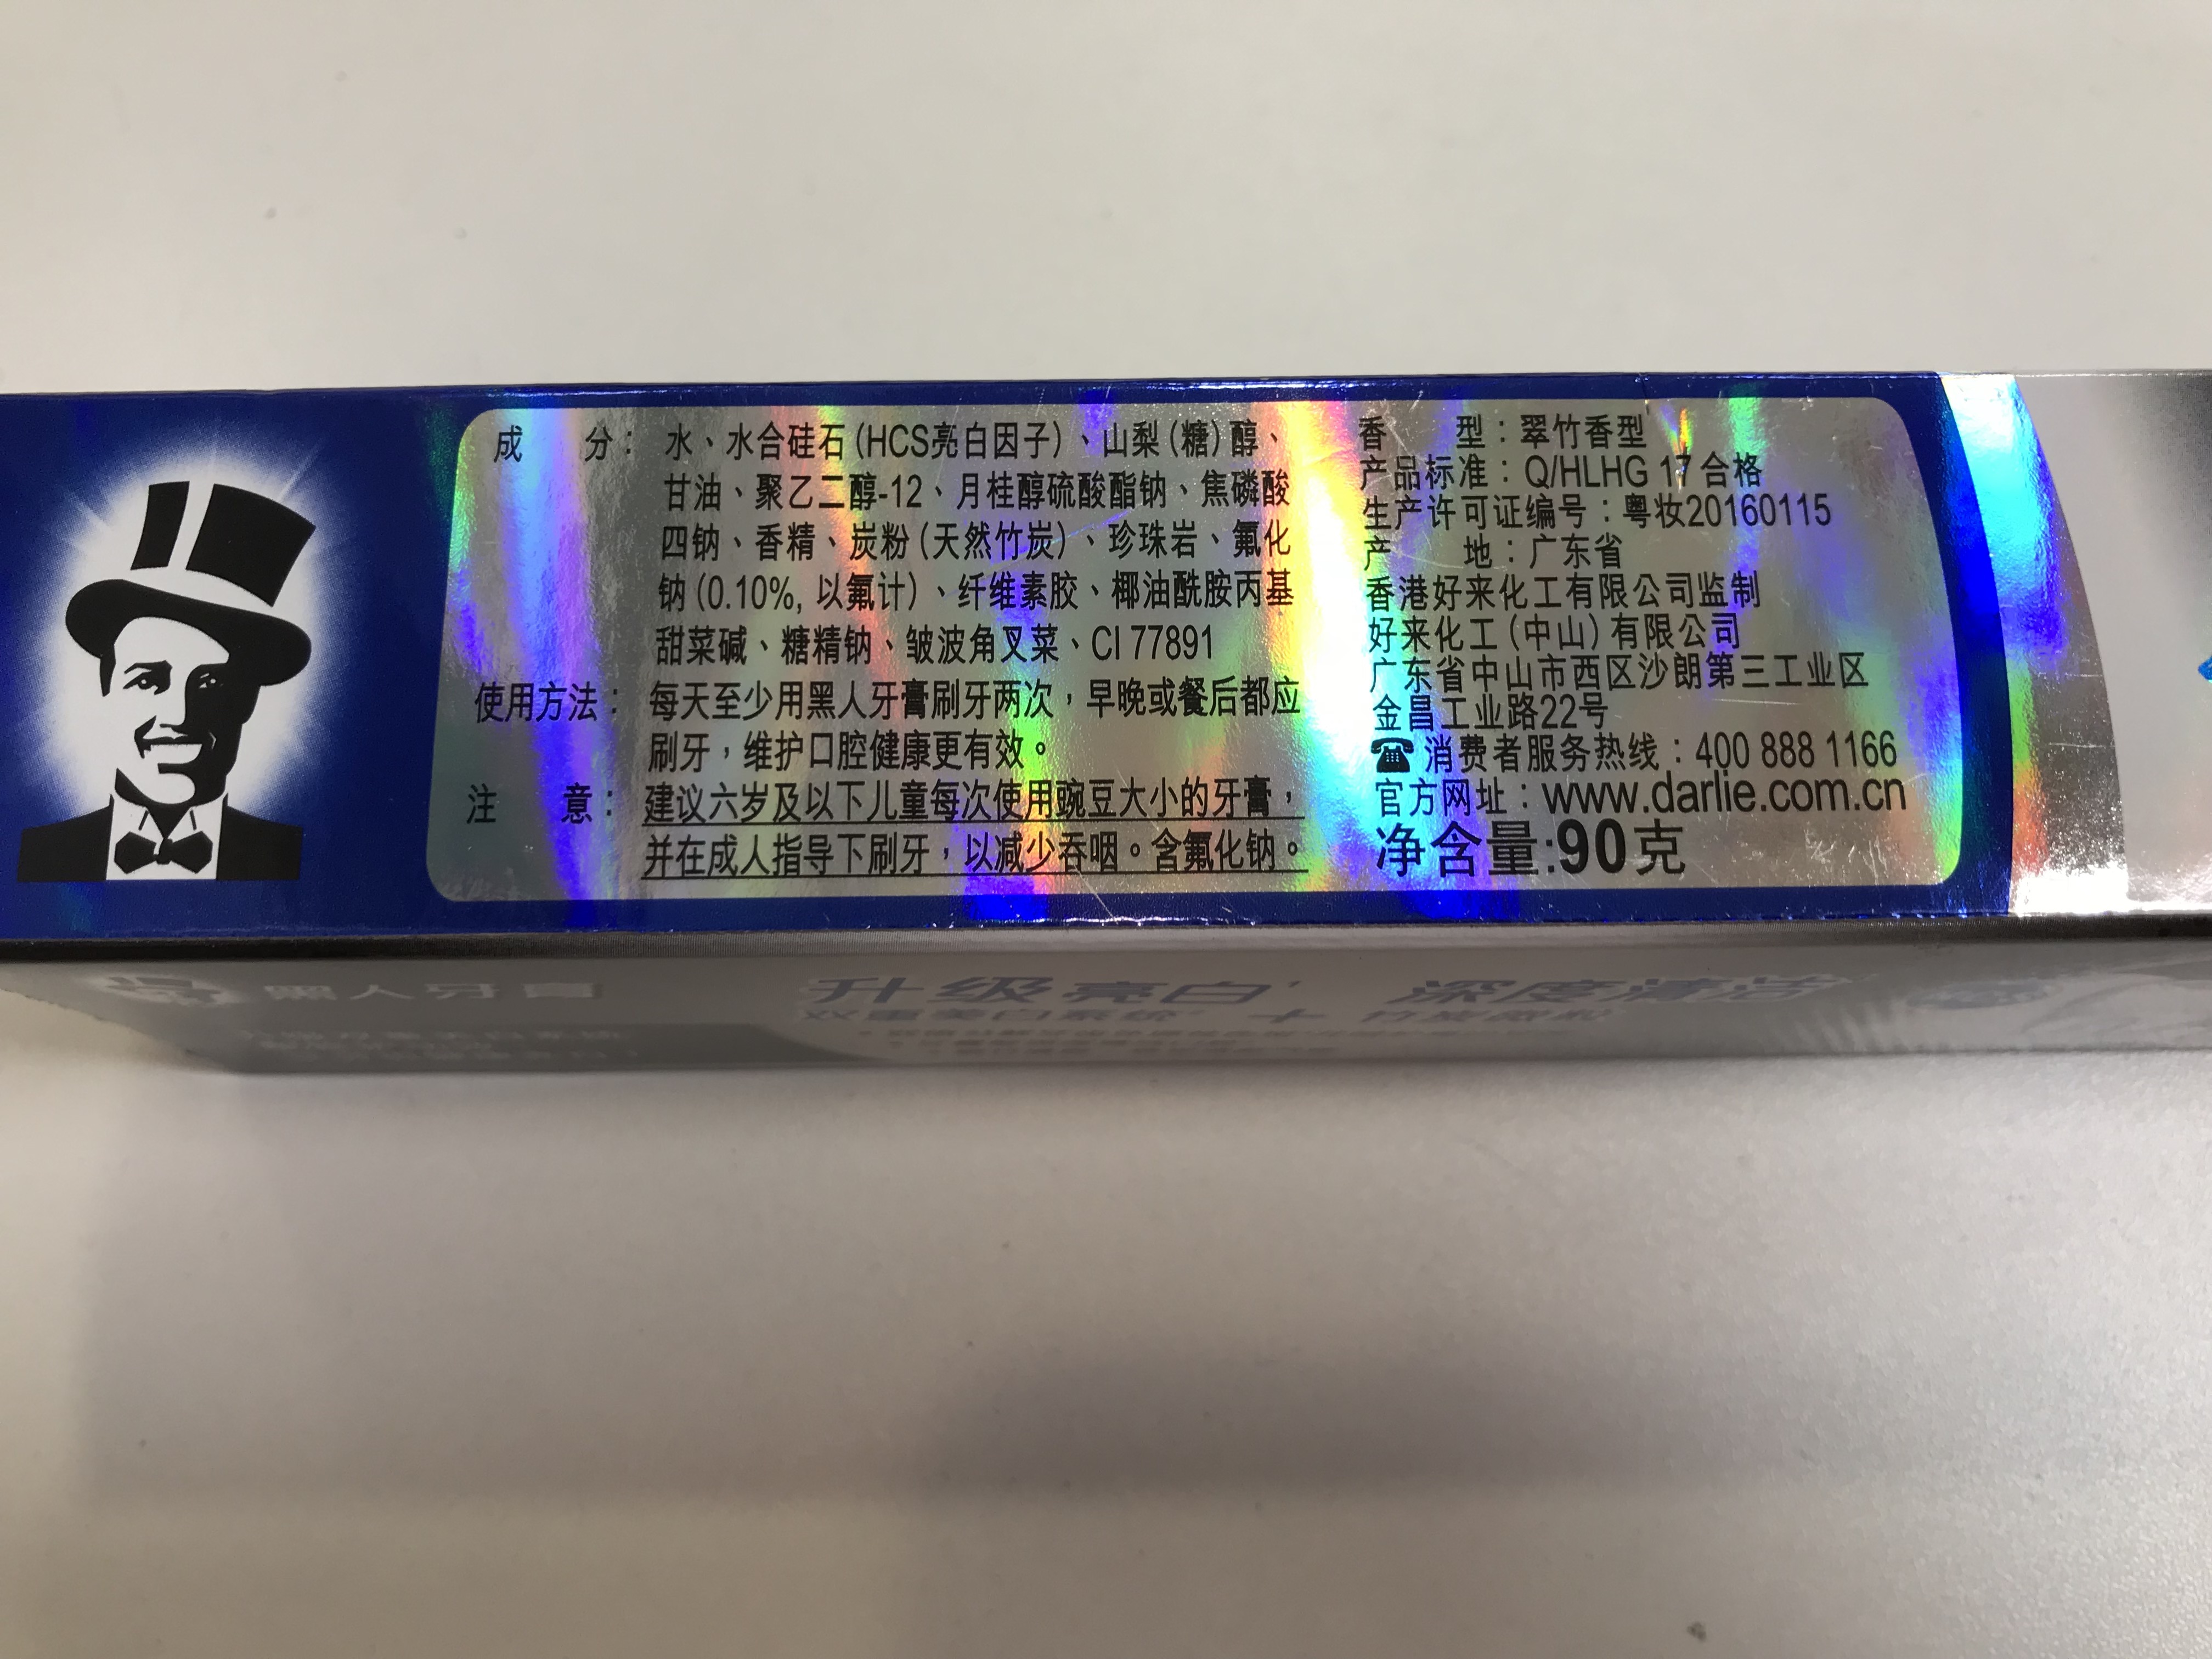 成 分：水、水合硅石(HCS亮白因子)、山梨(糖)醇、
甘油、聚乙二醇-12、月桂醇硫酸酯钠、焦磷酸
四钠、香精、炭粉(天然竹炭)、珍珠岩、氟化
钠(0.10%, 以氟计)、纤维素胶、椰油酰胺丙基
甜菜碱、糖精钠、皱波角叉菜、CI 77891
使用方法：每天至少用黑人牙膏刷牙两次，早晚或餐后都应
刷牙，维护口腔健康更有效。
注 意：建议六岁及以下儿童每次使用豌豆大小的牙膏，
并在成人指导下刷牙，以减少吞咽。含氟化钠。
香 型：翠竹香型
产品标准：Q/HLHG 17 合格
生产许可证编号：粤妆20160115
产 地：广东省
香港好来化工有限公司监制
好来化工(中山)有限公司
广东省中山市西区沙朗第三工业区
金昌工业路22号
☎消费者服务热线：400 888 1166
官方网址：www.darlie.com.cn
净含量:90克
黑人牙膏
升级亮白 深度清洁
双重美白系统 +